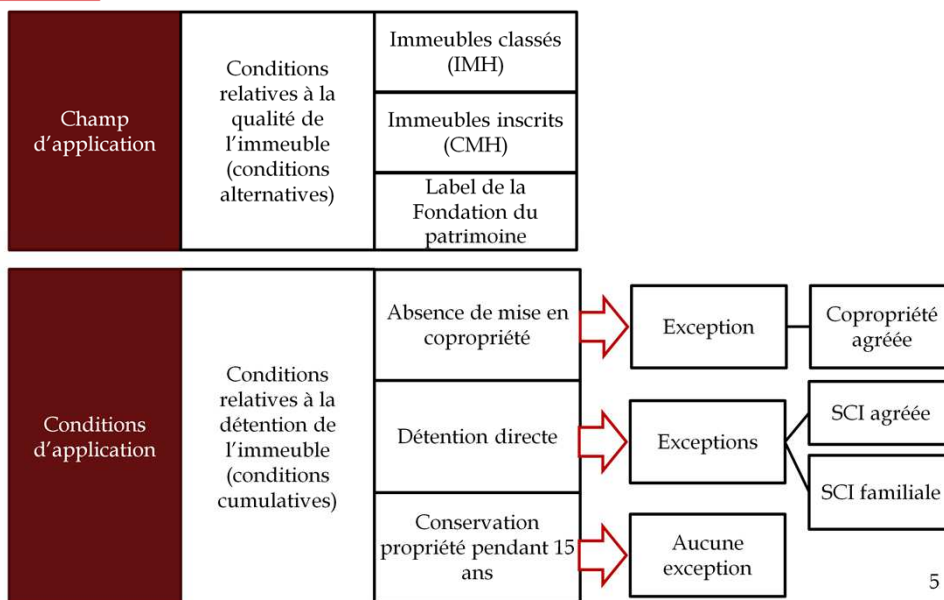 Champ
d'application
Conditions
relatives à la
qualité de
l'immeuble
(conditions
alternatives)
Immeubles classés
(IMH)
Immeubles inscrits
(CMH)
Label de la
Fondation du
patrimoine
Conditions
d'application
Conditions
relatives à la
détention de
l'immeuble
(conditions
cumulatives)
Absence de mise en
copropriété
Exception
Copropriété
agréée
Détention directe
Exceptions
SCI agréée
SCI familiale
Conservation
propriété pendant 15
ans
Aucune
exception
5